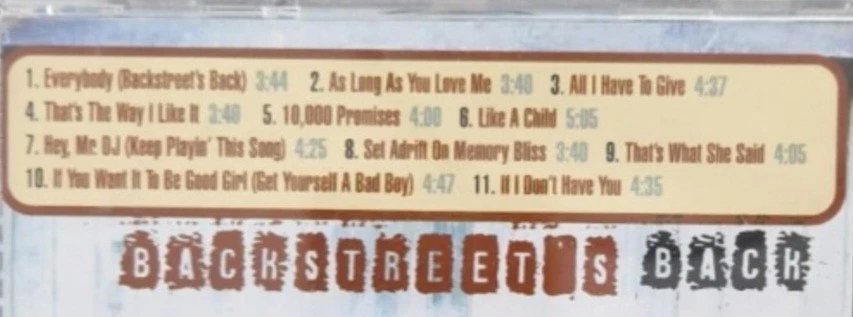 1. Everybody (Backstreet's Back) 3:44 2. As Long As You Love Me 3:40 3. All I Have To Give 4:37
4. That's The Way I Like It 3:40 5. 10,000 Promises 4:00 6. Like A Child 5:05
7. Hey, Mr. DJ (Keep Playin' This Song) 4:25 8. Set Adrift On Memory Bliss 3:40 9. That's What She Said 4:05
10. If You Want It To Be Good Girl (Get Yourself A Bad Boy) 4:47 11. If I Don't Have You 4:35
BACKSTREET'S BACK